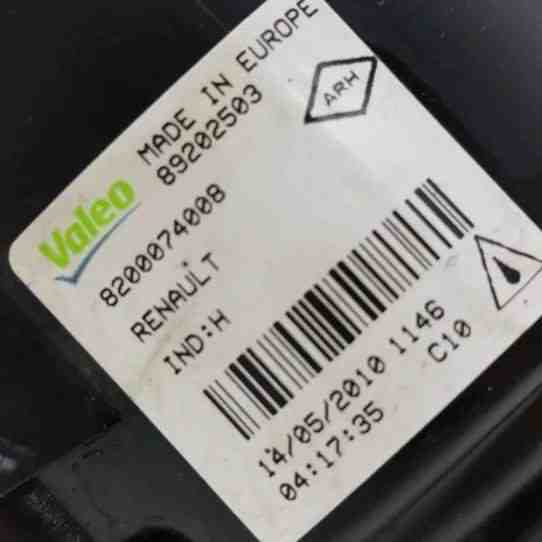 Valeo
MADE IN EUROPE
89202503
ARH
8200074008
RENAULT
IND:H
14/05/2010 1146
04:17:35
C10